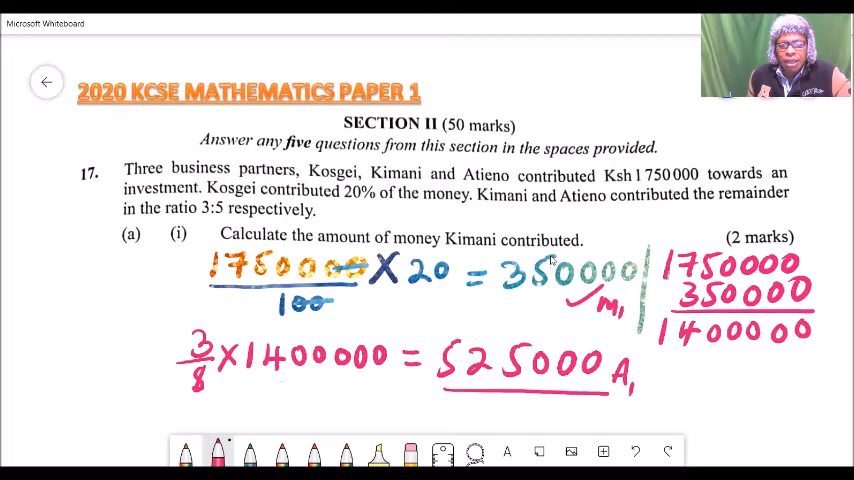 Microsoft Whiteboard
2020 KCSE MATHEMATICS PAPER 1
SECTION II (50 marks)
Answer any five questions from this section in the spaces provided.
17. Three business partners, Kosgei, Kimani and Atieno contributed Ksh 1 750 000 towards an
investment. Kosgei contributed 20% of the money. Kimani and Atieno contributed the remainder
in the ratio 3:5 respectively.
(a) (i) Calculate the amount of money Kimani contributed. (2 marks)
1750000 × 20 = 350000
100
M1
1750000
350000
1400000
3/8 × 1400000 = 525000 A1
A